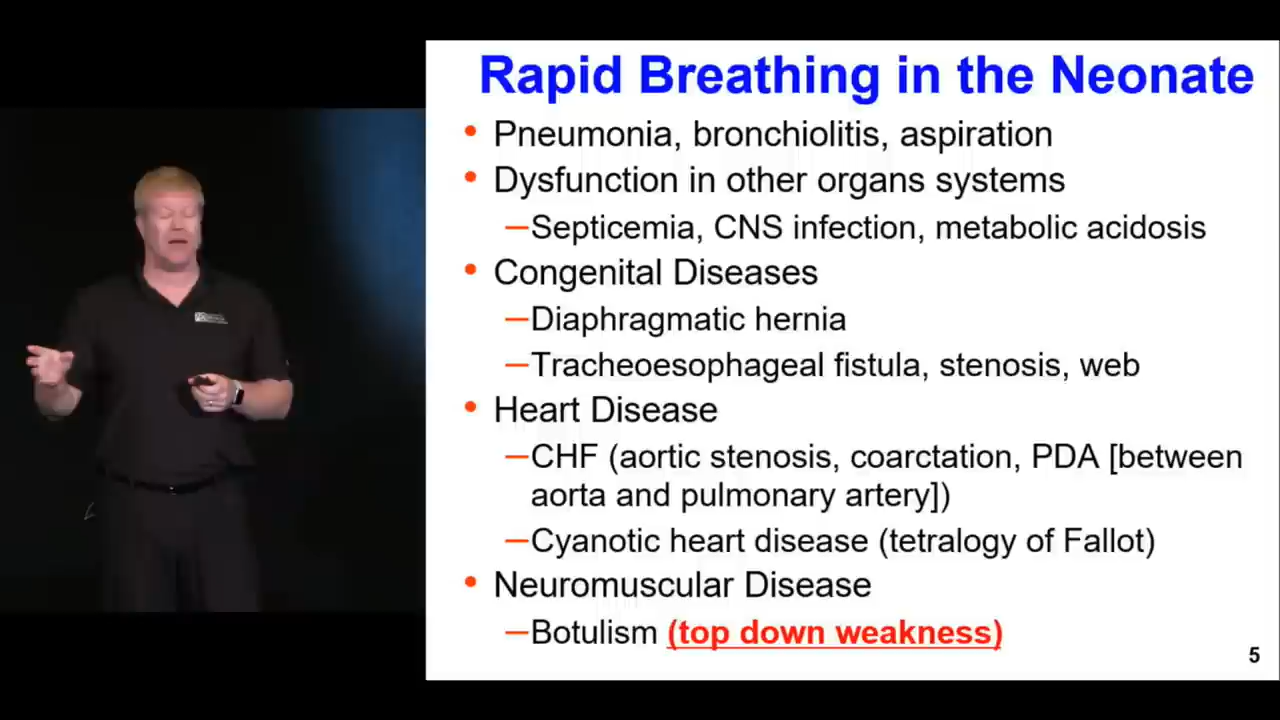 Rapid Breathing in the Neonate
• Pneumonia, bronchiolitis, aspiration
• Dysfunction in other organs systems
–Septicemia, CNS infection, metabolic acidosis
• Congenital Diseases
–Diaphragmatic hernia
–Tracheoesophageal fistula, stenosis, web
• Heart Disease
–CHF (aortic stenosis, coarctation, PDA [between
aorta and pulmonary artery])
–Cyanotic heart disease (tetralogy of Fallot)
• Neuromuscular Disease
–Botulism (top down weakness)
5